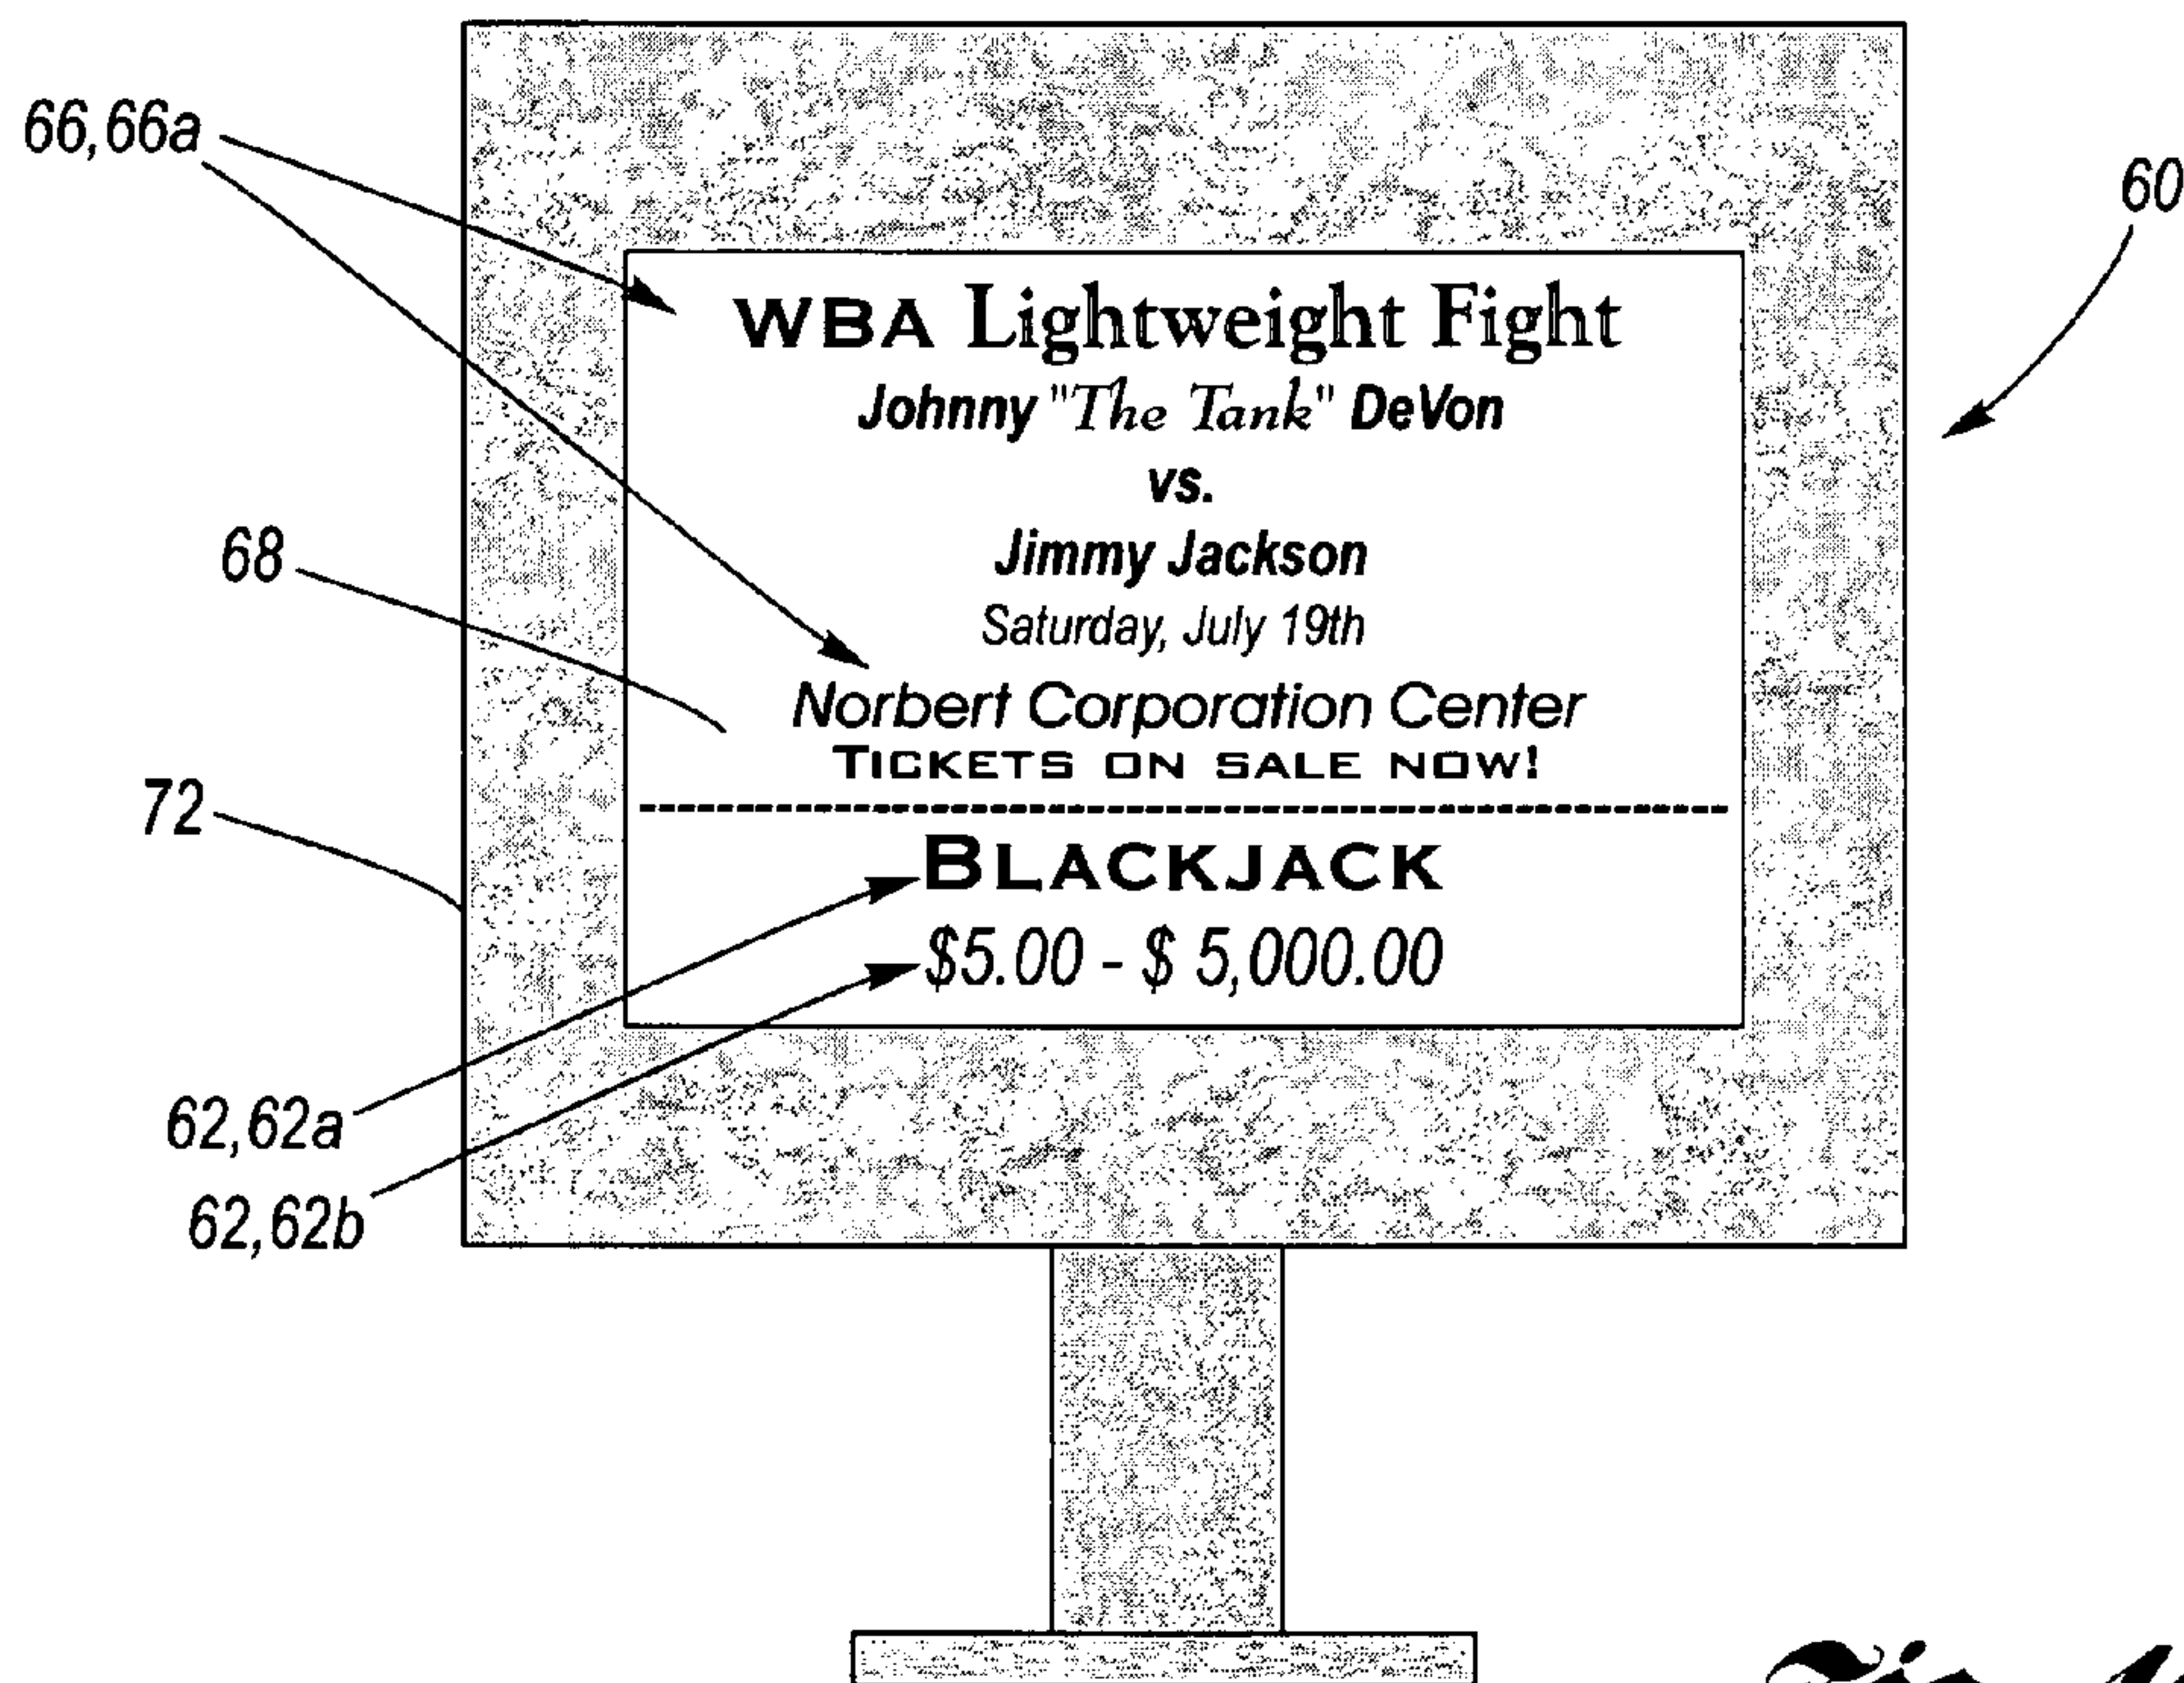 66,66a
60
WBA Lightweight Fight
Johnny "The Tank" DeVon
vs.
68
Jimmy Jackson
Saturday, July 19th
Norbert Corporation Center
TICKETS ON SALE NOW!
72
BLACKJACK
$5.00 - $ 5,000.00
62,62a
62,62b